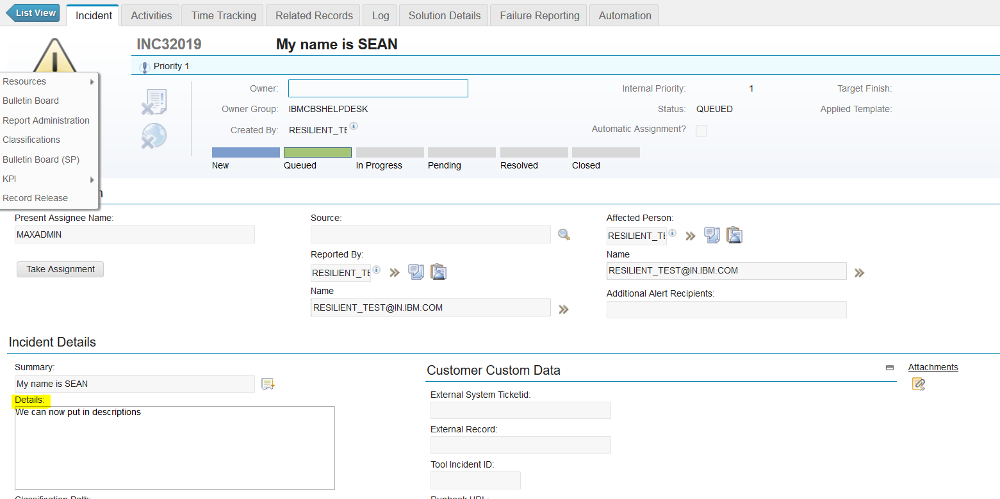 List View
Incident
Activities
Time Tracking
Related Records
Log
Solution Details
Failure Reporting
Automation
INC32019
My name is SEAN
Priority 1
Resources
Bulletin Board
Report Administration
Classifications
Bulletin Board (SP)
KPI
Record Release
Owner:
Owner Group: IBMCBSHELPDESK
Created By: RESILIENT_TE
Internal Priority: 1
Status: QUEUED
Automatic Assignment?
Target Finish:
Applied Template:
New
Queued
In Progress
Pending
Resolved
Closed
Present Assignee Name:
MAXADMIN
Take Assignment
Source:
Reported By:
RESILIENT_TE
Name
RESILIENT_TEST@IN.IBM.COM
Affected Person:
RESILIENT_TE
Name
RESILIENT_TEST@IN.IBM.COM
Additional Alert Recipients:
Incident Details
Summary:
My name is SEAN
Details:
We can now put in descriptions
Classification Path:
Customer Custom Data
External System Ticketid:
External Record:
Tool Incident ID:
Runbook URL:
Attachments